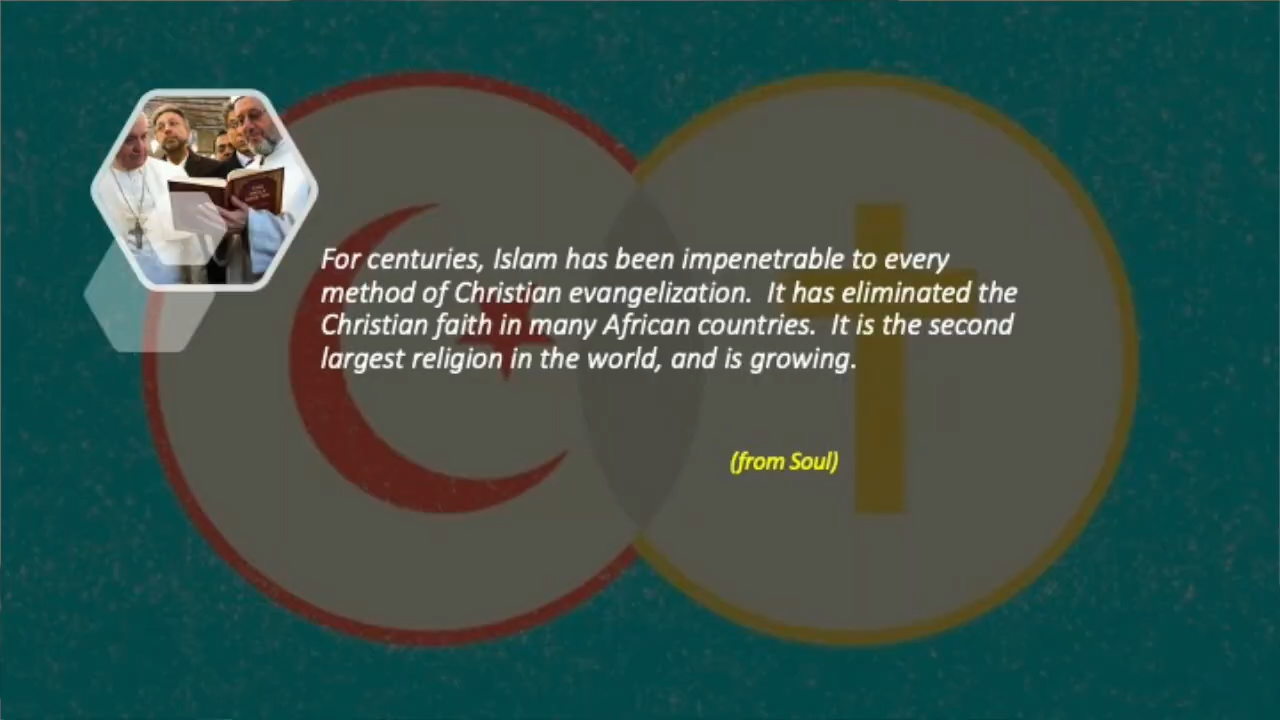 For centuries, Islam has been impenetrable to every
method of Christian evangelization.  It has eliminated the
Christian faith in many African countries.  It is the second
largest religion in the world, and is growing.
(from Soul)